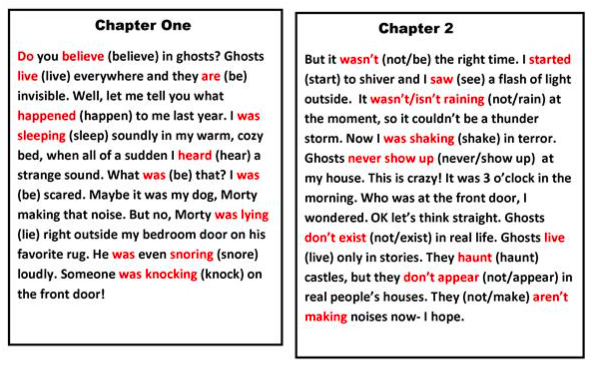 Chapter One
Do you believe (believe) in ghosts? Ghosts
live (live) everywhere and they are (be)
invisible. Well, let me tell you what
happened (happen) to me last year. I was
sleeping (sleep) soundly in my warm, cozy
bed, when all of a sudden I heard (hear) a
strange sound. What was (be) that? I was
(be) scared. Maybe it was my dog, Morty
making that noise. But no, Morty was lying
(lie) right outside my bedroom door on his
favorite rug. He was even snoring (snore)
loudly. Someone was knocking (knock) on
the front door!
Chapter 2
But it wasn't (not/be) the right time. I started
(start) to shiver and I saw (see) a flash of light
outside.  It wasn't/isn't raining (not/rain) at
the moment, so it couldn't be a thunder
storm. Now I was shaking (shake) in terror.
Ghosts never show up (never/show up)  at
my house. This is crazy! It was 3 o'clock in the
morning. Who was at the front door, I
wondered. OK let's think straight. Ghosts
don't exist (not/exist) in real life. Ghosts live
(live) only in stories. They haunt (haunt)
castles, but they don't appear (not/appear) in
real people's houses. They (not/make) aren't
making noises now- I hope.